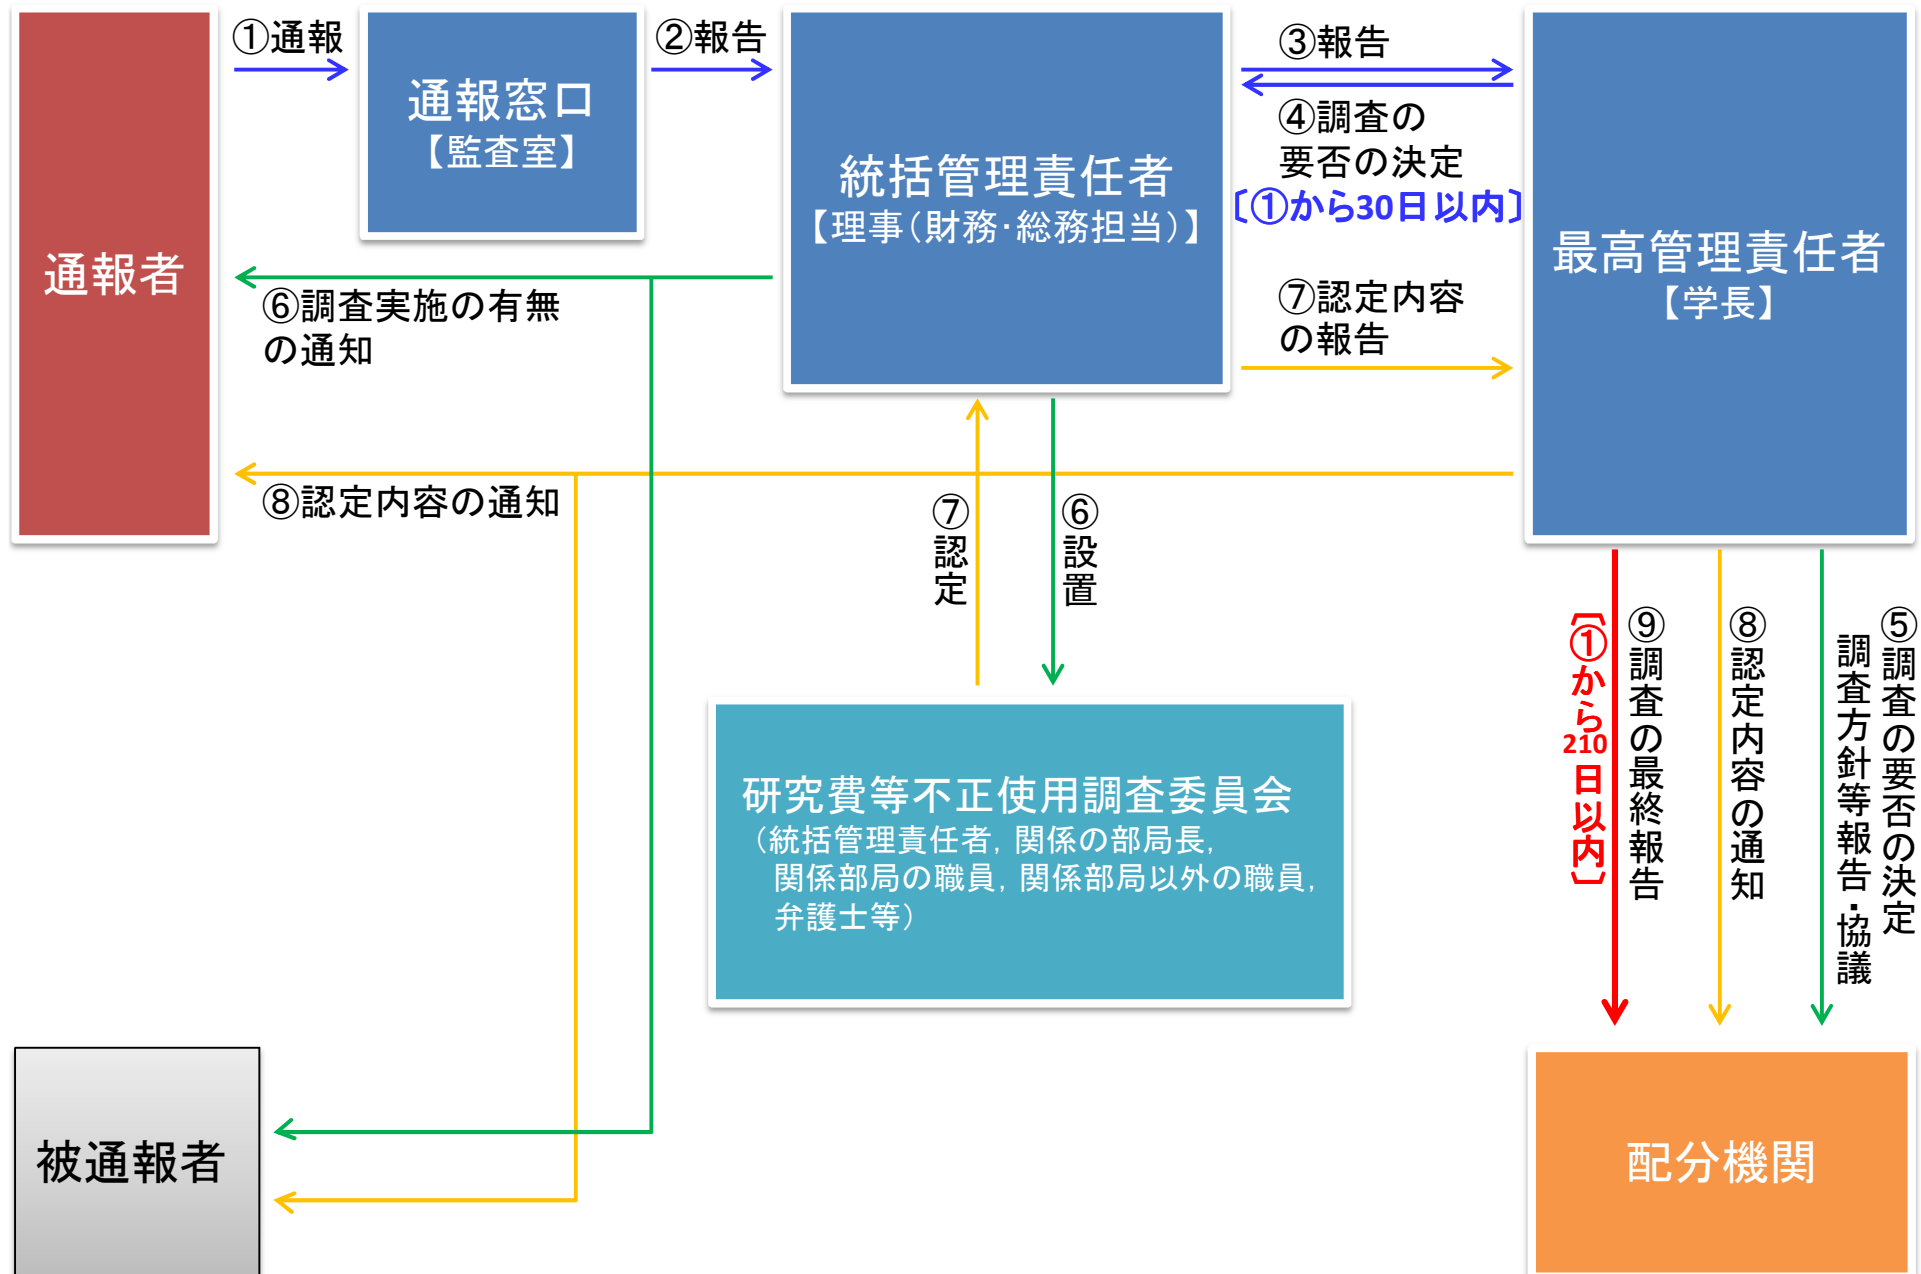 ①通報
②報告
③報告
通報窓口
【監査室】
④調査の
要否の決定
〔①から30日以内〕
統括管理責任者
【理事（財務・総務担当）】
最高管理責任者
【学長】
通報者
⑥調査実施の有無
の通知
⑦認定内容
の報告
⑧認定内容の通知
⑦認定
⑥設置
⑤調査の要否の決定
調査方針等報告・協議
⑧認定内容の通知
⑨調査の最終報告
〔①から210日以内〕
研究費等不正使用調査委員会
（統括管理責任者，関係の部局長，
関係部局の職員，関係部局以外の職員，
弁護士等）
被通報者
配分機関